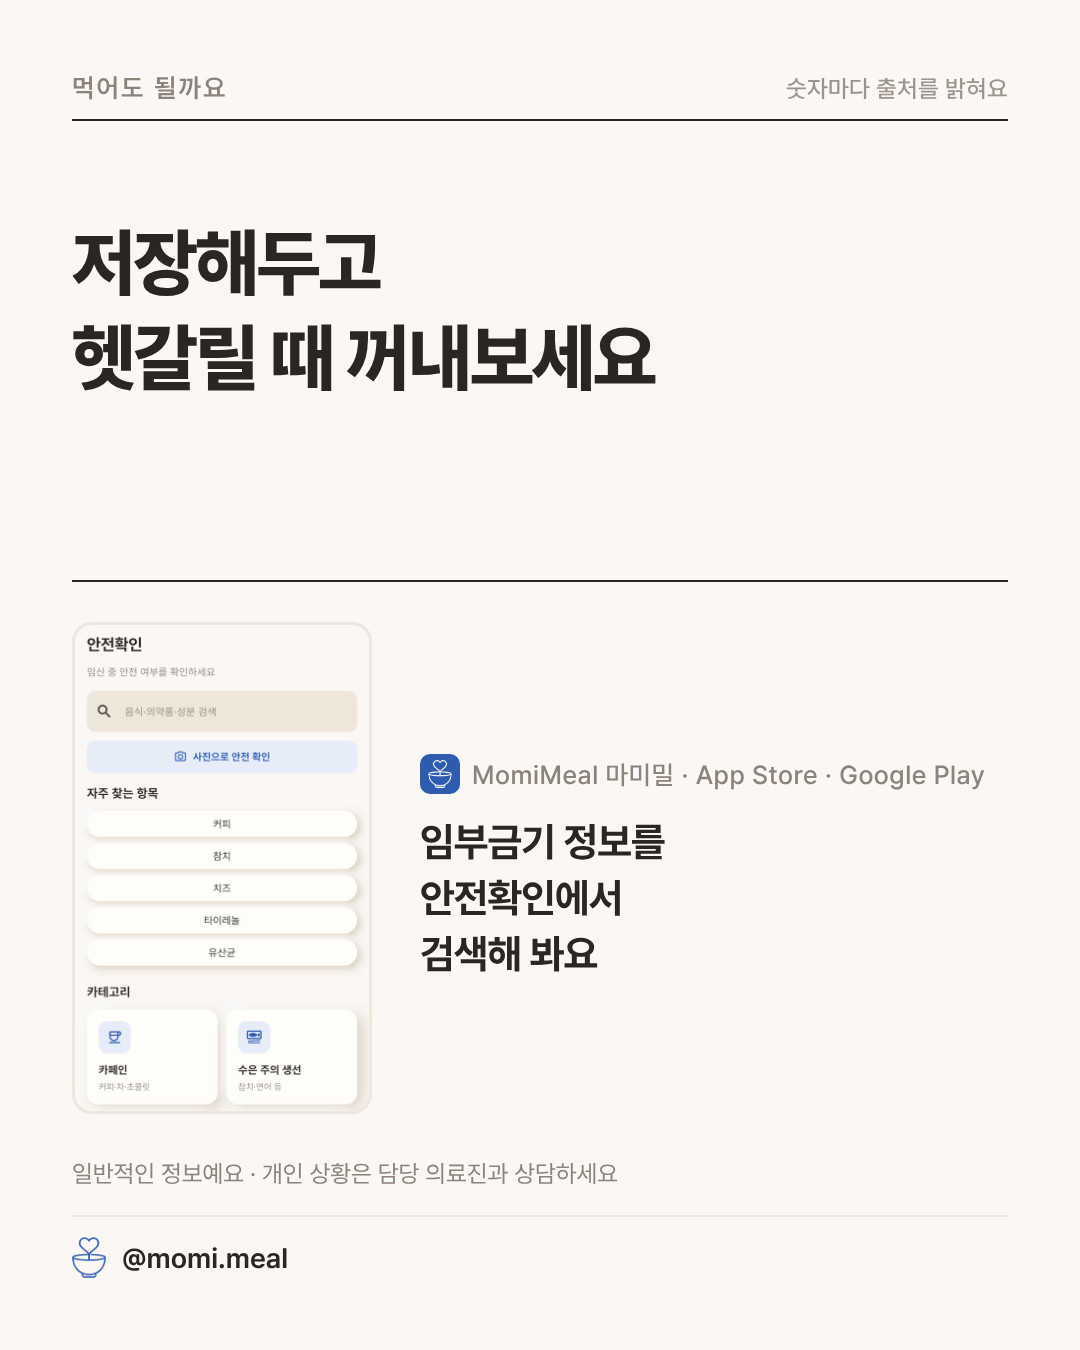 먹어도 될까요
숫자마다 출처를 밝혀요
저장해두고
헷갈릴 때 꺼내보세요
안전확인
임신 중 안전 여부를 확인하세요
음식·의약품·성분 검색
사진으로 안전 확인
자주 찾는 항목
커피
참치
치즈
타이레놀
유산균
카테고리
카페인
커피·차·초콜릿
수은 주의 생선
참치·연어 등
MomiMeal 마미밀 · App Store · Google Play
임부금기 정보를
안전확인에서
검색해 봐요
일반적인 정보예요 · 개인 상황은 담당 의료진과 상담하세요
@momi.meal